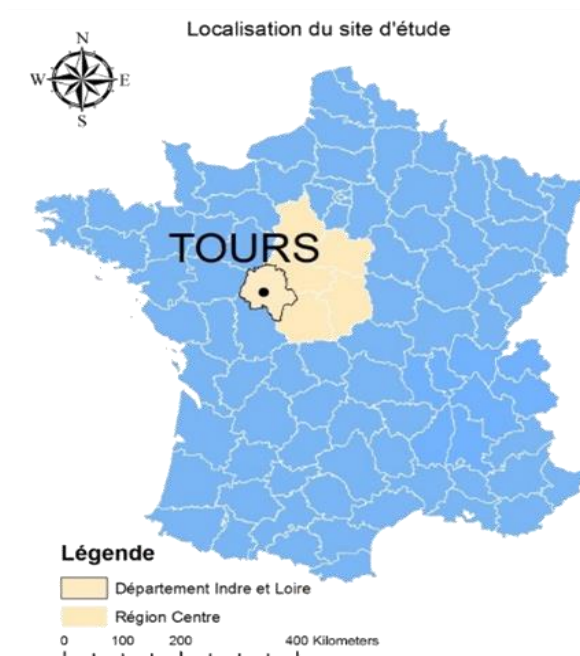 Localisation du site d'étude
N
W E
S
TOURS
Légende
Département Indre et Loire
Région Centre
0 100 200 400 Kilometers